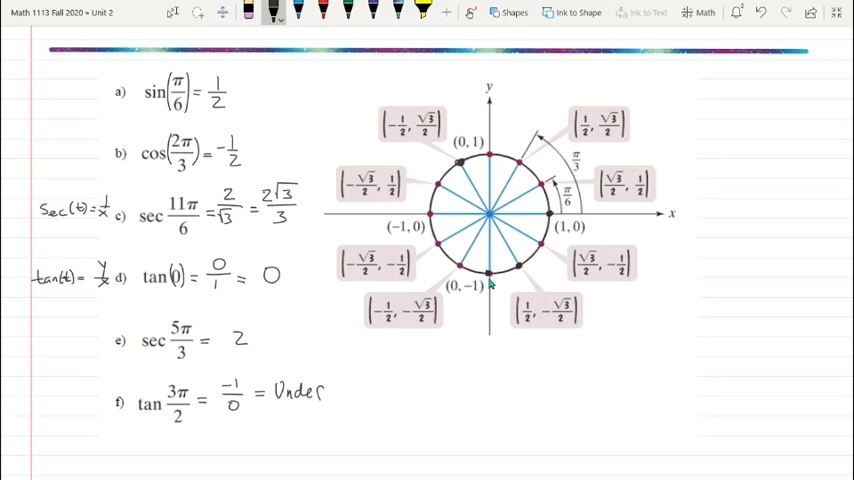 Math 1113 Fall 2020 • Unit 2
Shapes
Ink to Shape
Ink to Text
Math
a) sin(π/6) = 1/2
b) cos(2π/3) = -1/2
sec(t) = 1/x c) sec 11π/6 = 2/√3 = 2√3/3
tan(t) = y/x d) tan(0) = 0/1 = 0
e) sec 5π/3 = 2
f) tan 3π/2 = -1/0 = Undef
y
(-1/2, √3/2)
(0, 1)
(1/2, √3/2)
π/3
(-√3/2, 1/2)
π/6
(√3/2, 1/2)
x
(-1, 0)
(1, 0)
(-√3/2, -1/2)
(√3/2, -1/2)
(0, -1)
(-1/2, -√3/2)
(1/2, -√3/2)